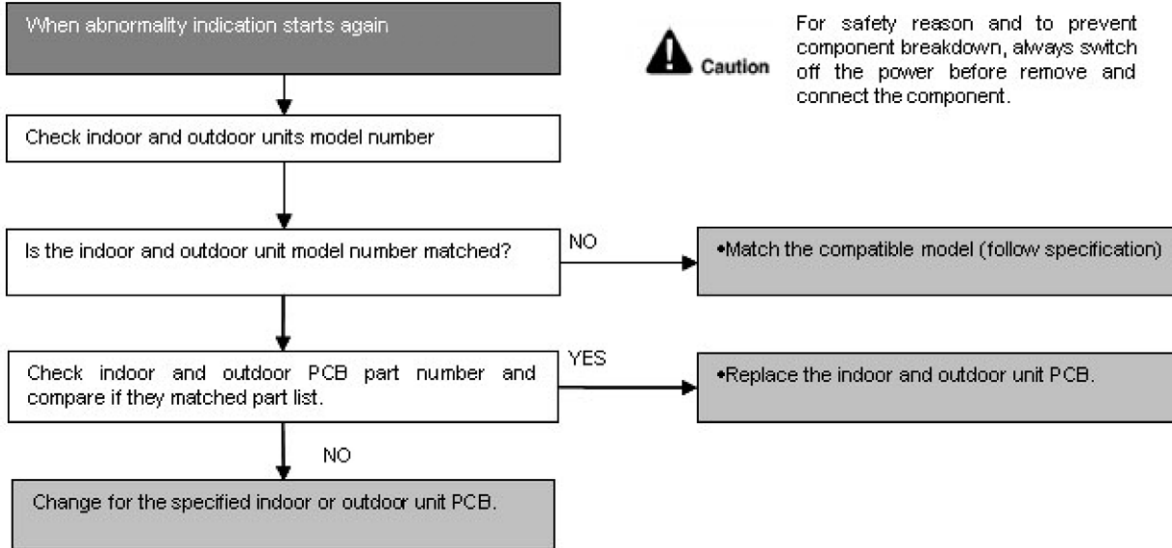 When abnormality indication starts again
For safety reason and to prevent
component breakdown, always switch
off the power before remove and
connect the component.
Caution
Check indoor and outdoor units model number
Is the indoor and outdoor unit model number matched?
NO
•Match the compatible model (follow specification)
Check indoor and outdoor PCB part number and
compare if they matched part list.
YES
•Replace the indoor and outdoor unit PCB.
NO
Change for the specified indoor or outdoor unit PCB.